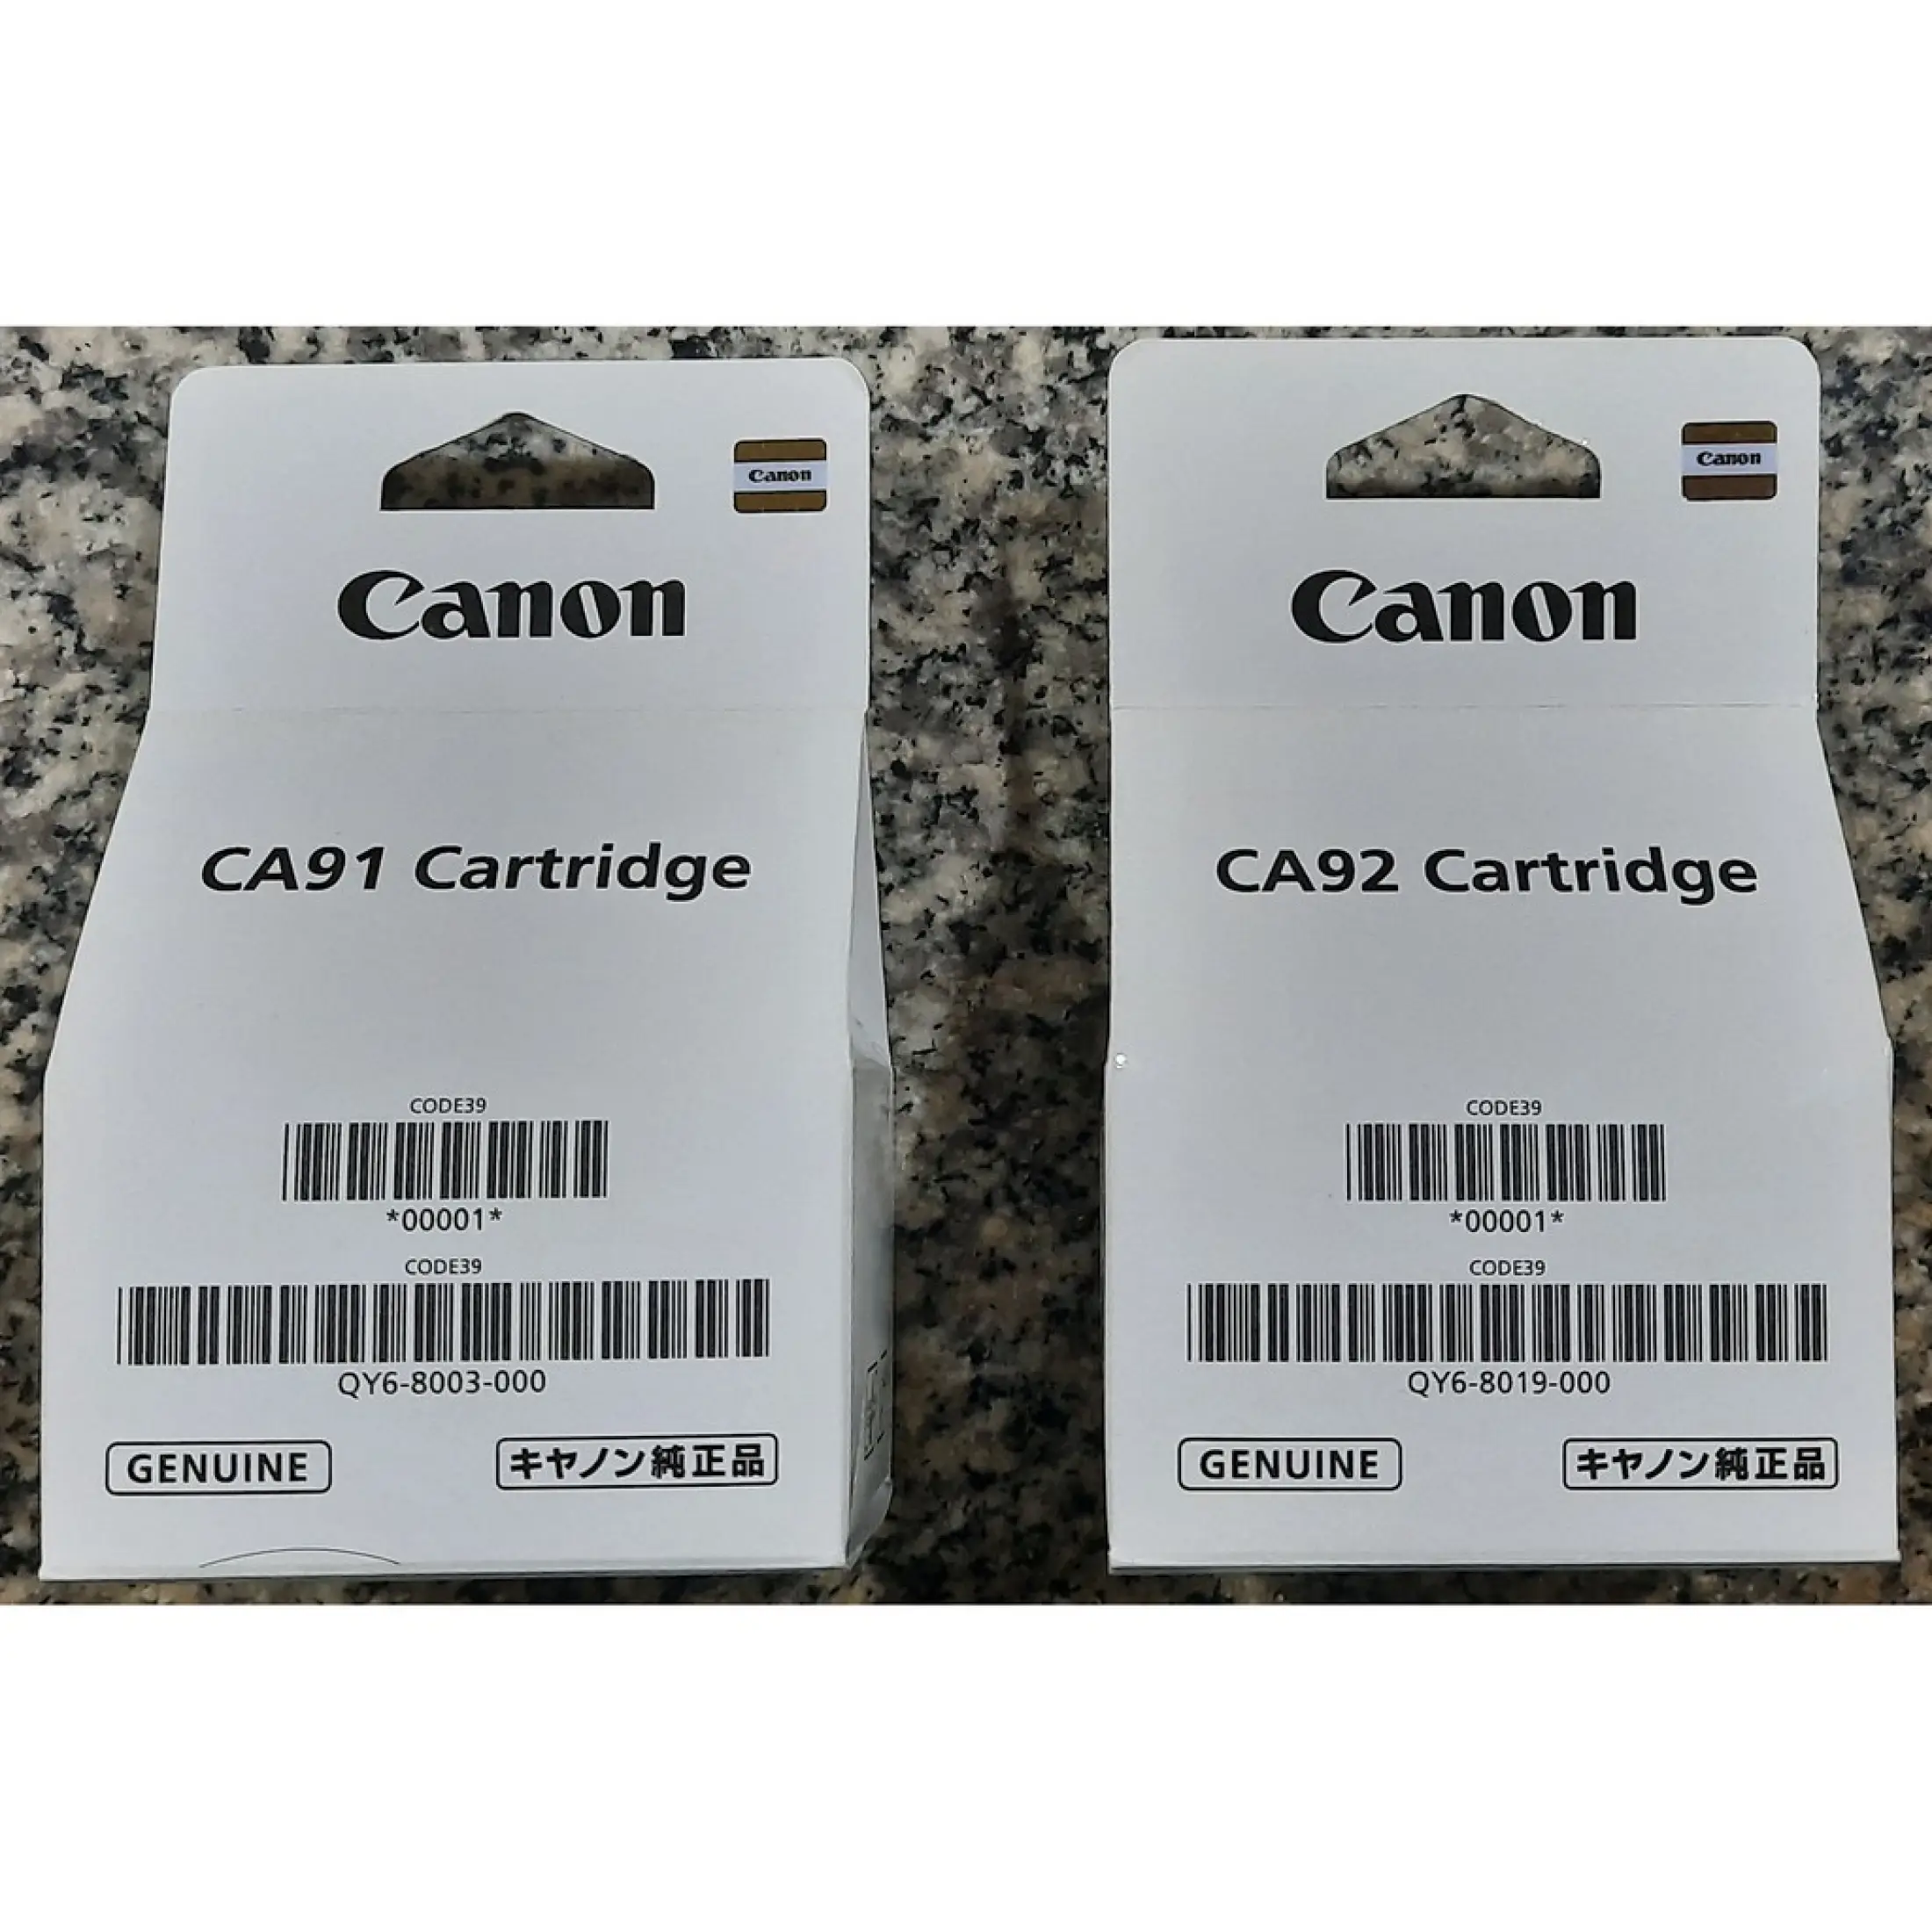 Canon
Canon
CA91 Cartridge
CODE39
*00001*
CODE39
QY6-8003-000
GENUINE
キヤノン純正品
Canon
Canon
CA92 Cartridge
CODE39
*00001*
CODE39
QY6-8019-000
GENUINE
キヤノン純正品